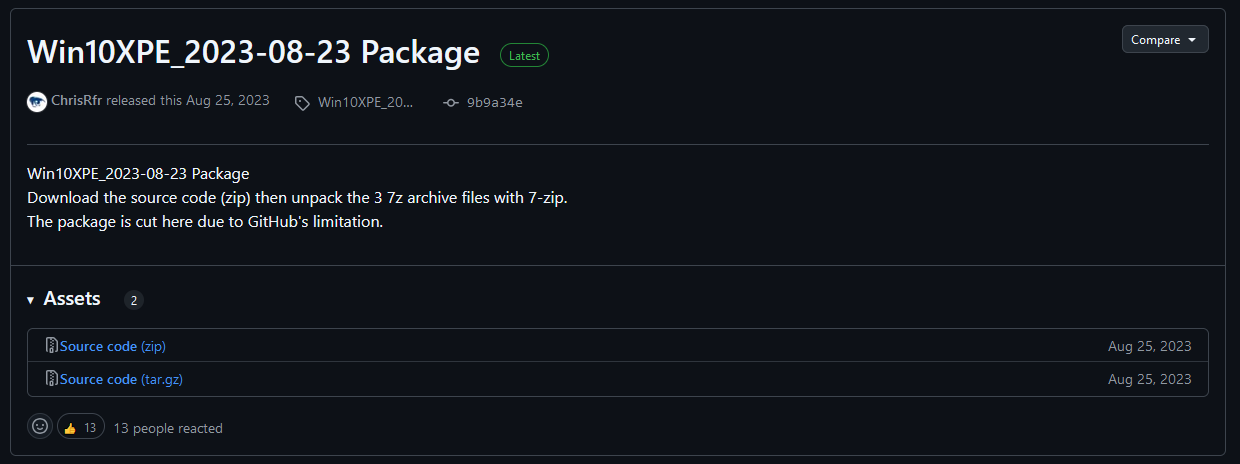 Win10XPE_2023-08-23 Package Latest
Compare
ChrisRfr released this Aug 25, 2023 Win10XPE_20... 9b9a34e
Win10XPE_2023-08-23 Package
Download the source code (zip) then unpack the 3 7z archive files with 7-zip.
The package is cut here due to GitHub's limitation.
Assets 2
Source code (zip) Aug 25, 2023
Source code (tar.gz) Aug 25, 2023
13 13 people reacted